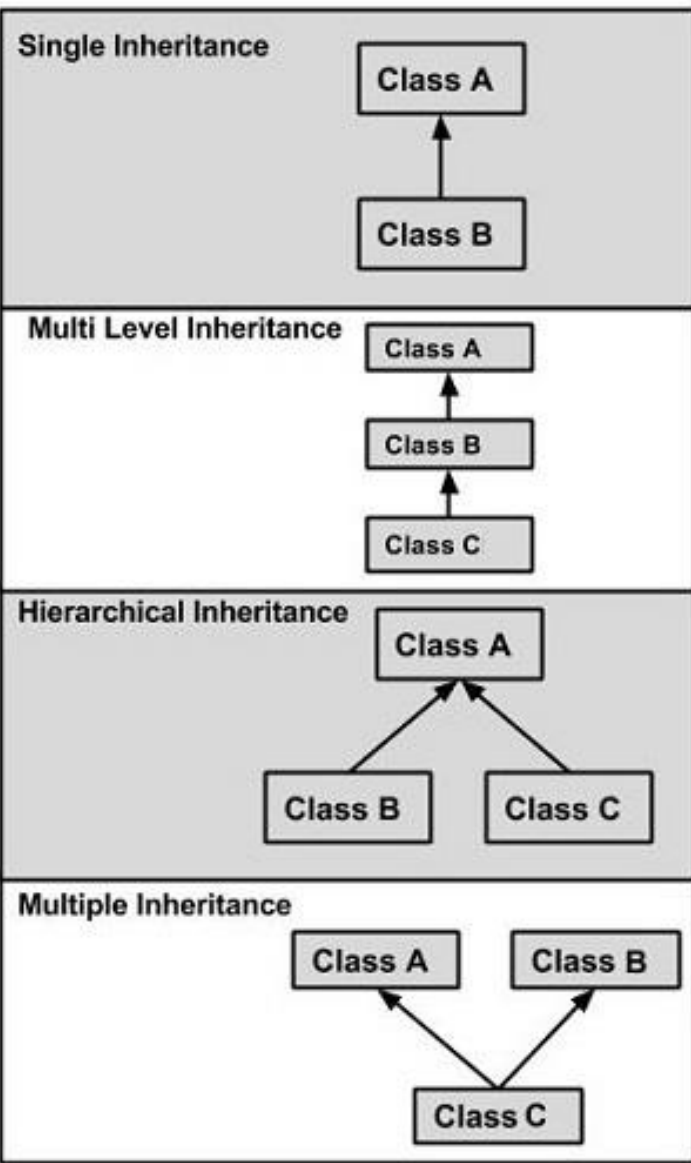 Single Inheritance
Class A
Class B
Multi Level Inheritance
Class A
Class B
Class C
Hierarchical Inheritance
Class A
Class B
Class C
Multiple Inheritance
Class A
Class B
Class C